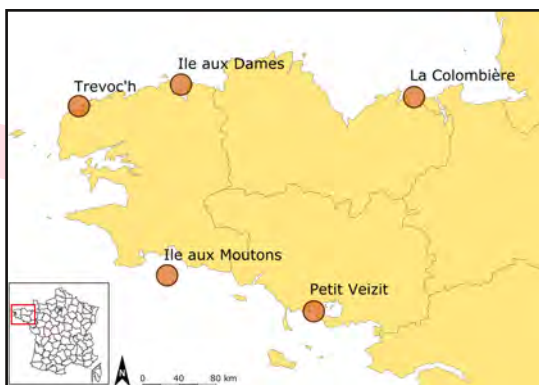 Ile aux Dames
Trevoc'h
La Colombière
Ile aux Moutons
Petit Veizit
N
0 40 80 km